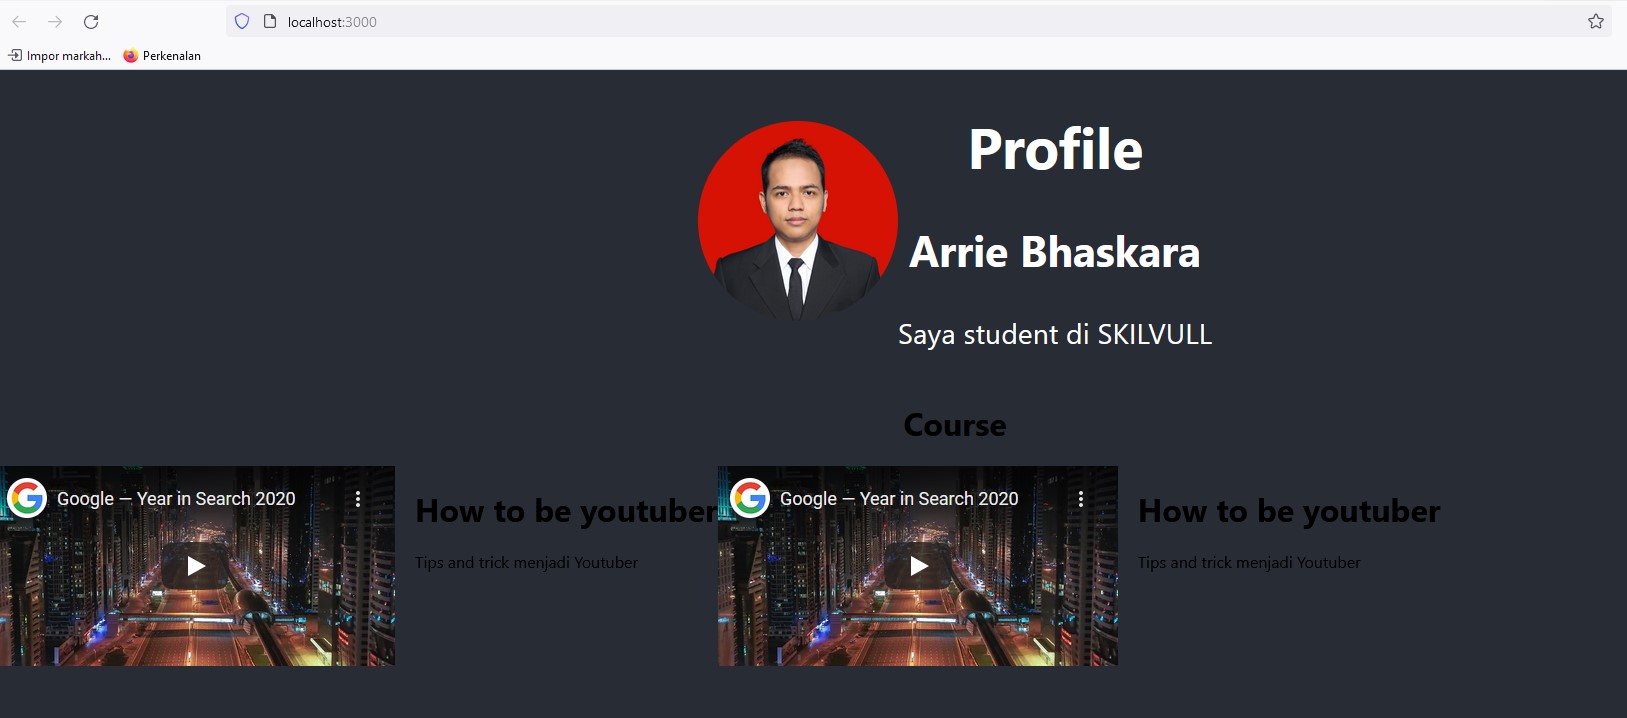 localhost:3000
Impor markah...
Perkenalan
Profile
Arrie Bhaskara
Saya student di SKILVULL
Course
Google — Year in Search 2020
How to be youtuber
Tips and trick menjadi Youtuber
Google — Year in Search 2020
How to be youtuber
Tips and trick menjadi Youtuber